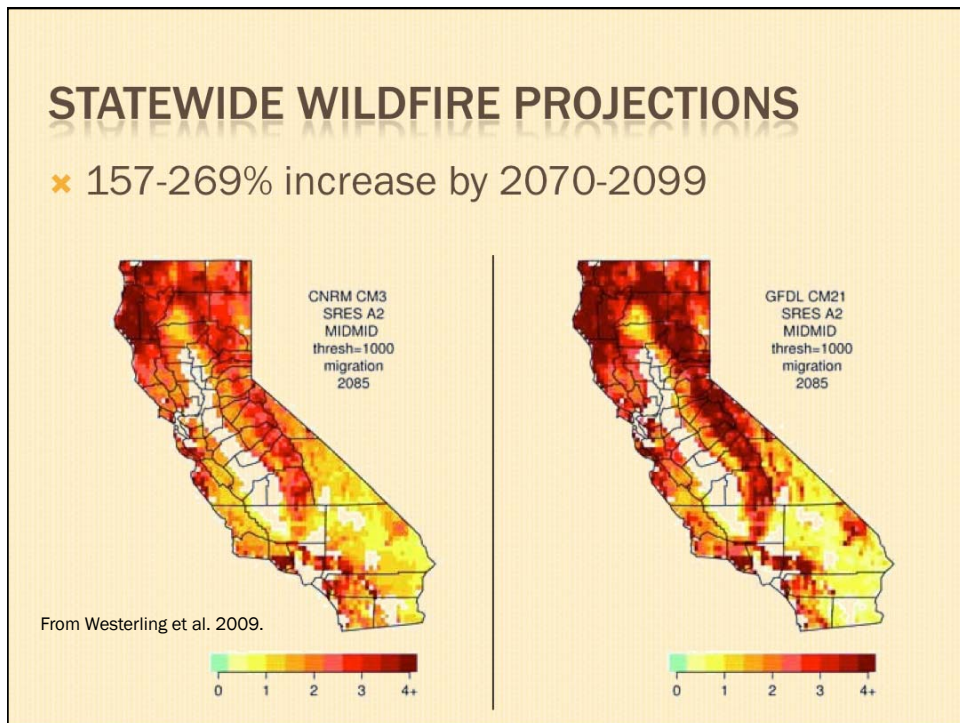 STATEWIDE WILDFIRE PROJECTIONS
157-269% increase by 2070-2099
CNRM CM3
SRES A2
MIDMID
thresh=1000
migration
2085
GFDL CM21
SRES A2
MIDMID
thresh=1000
migration
2085
From Westerling et al. 2009.
0 1 2 3 4+
0 1 2 3 4+